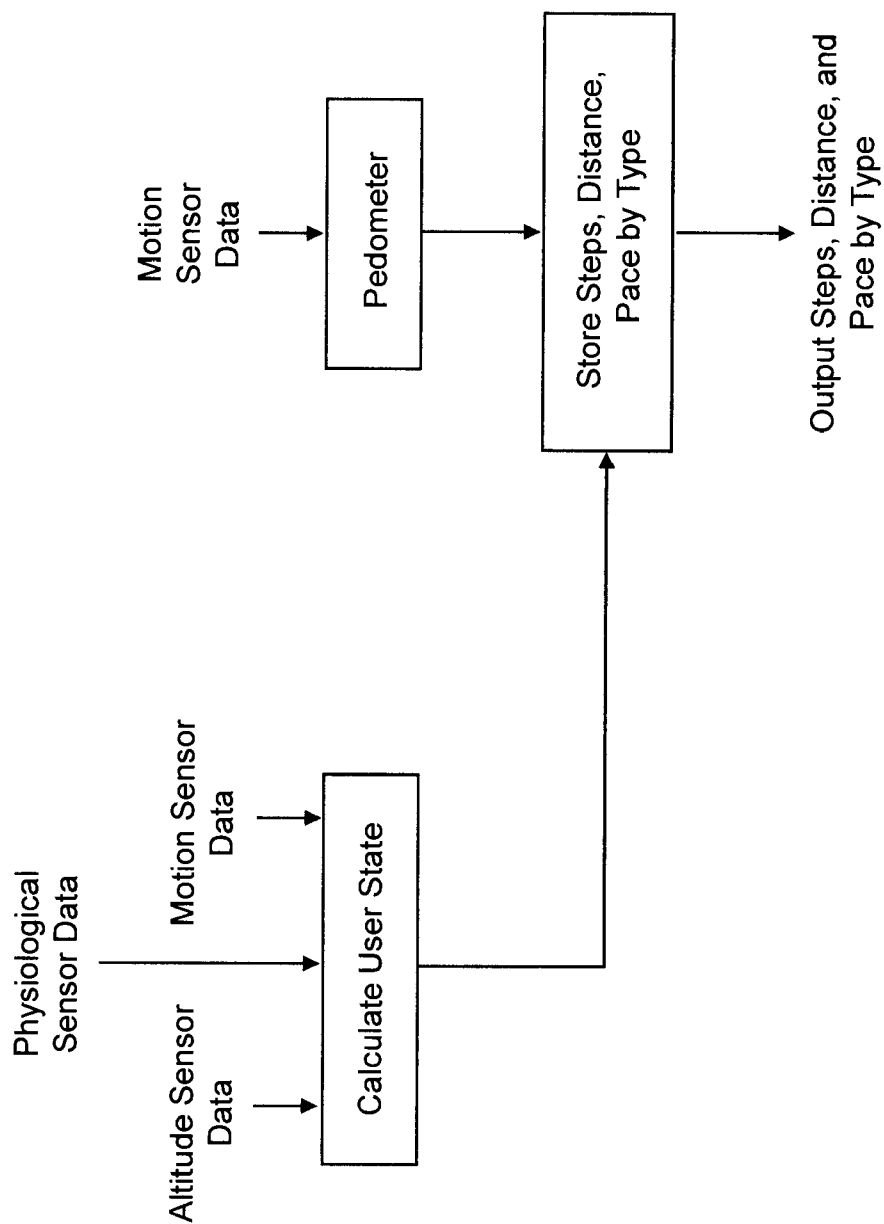 Physiological
Sensor Data
Altitude Sensor
Data
Motion Sensor
Data
Calculate User State
Motion
Sensor
Data
Pedometer
Store Steps, Distance,
Pace by Type
Output Steps, Distance, and
Pace by Type